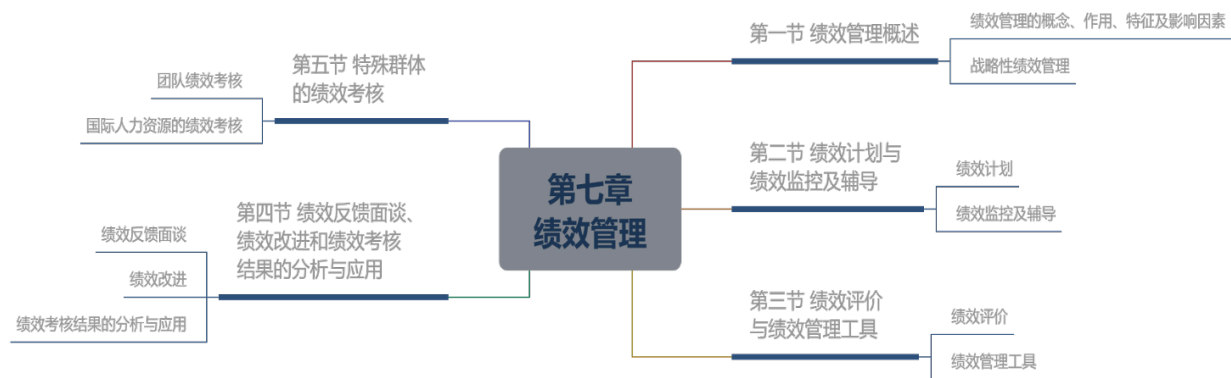 第七章
绩效管理
第一节 绩效管理概述
绩效管理的概念、作用、特征及影响因素
战略性绩效管理
第二节 绩效计划与
绩效监控及辅导
绩效计划
绩效监控及辅导
第三节 绩效评价
与绩效管理工具
绩效评价
绩效管理工具
第四节 绩效反馈面谈、
绩效改进和绩效考核
结果的分析与应用
绩效反馈面谈
绩效改进
绩效考核结果的分析与应用
第五节 特殊群体
的绩效考核
团队绩效考核
国际人力资源的绩效考核